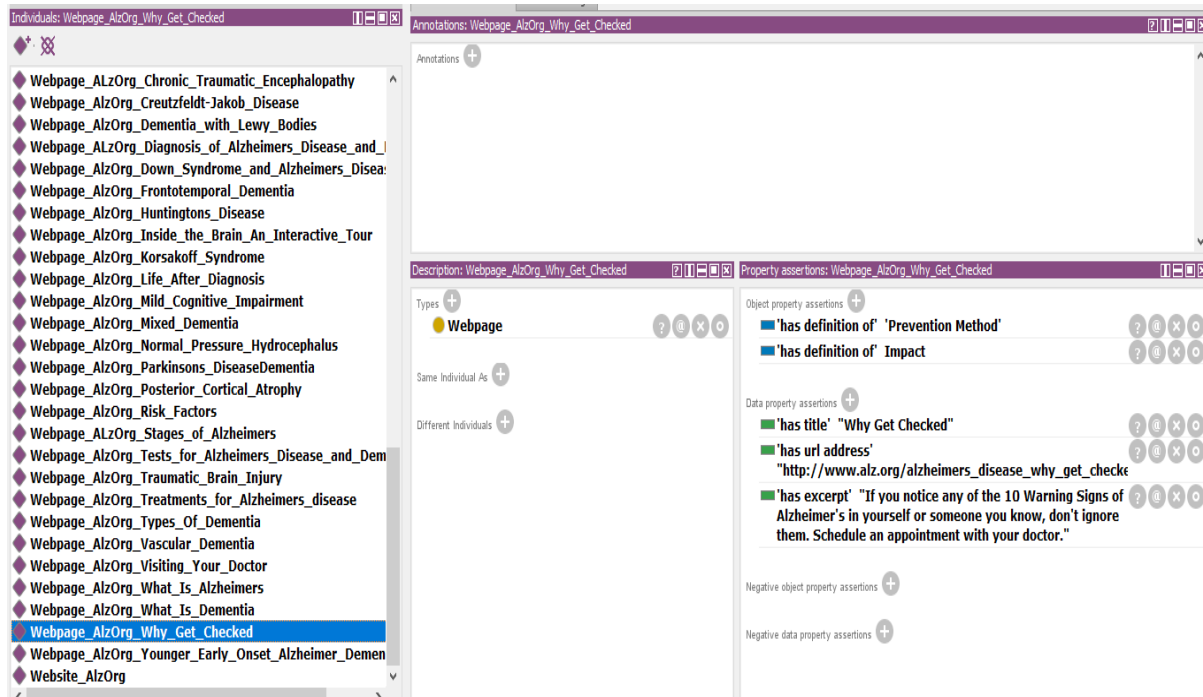 Individuals: Webpage_AlzOrg_Why_Get_Checked
Webpage_ALzOrg_Chronic_Traumatic_Encephalopathy
Webpage_AlzOrg_Creutzfeldt-Jakob_Disease
Webpage_AlzOrg_Dementia_with_Lewy_Bodies
Webpage_ALzOrg_Diagnosis_of_Alzheimers_Disease_and_
Webpage_AlzOrg_Down_Syndrome_and_Alzheimers_Disea
Webpage_AlzOrg_Frontotemporal_Dementia
Webpage_AlzOrg_Huntingtons_Disease
Webpage_AlzOrg_Inside_the_Brain_An_Interactive_Tour
Webpage_AlzOrg_Korsakoff_Syndrome
Webpage_AlzOrg_Life_After_Diagnosis
Webpage_AlzOrg_Mild_Cognitive_Impairment
Webpage_AlzOrg_Mixed_Dementia
Webpage_AlzOrg_Normal_Pressure_Hydrocephalus
Webpage_AlzOrg_Parkinsons_DiseaseDementia
Webpage_AlzOrg_Posterior_Cortical_Atrophy
Webpage_AlzOrg_Risk_Factors
Webpage_ALzOrg_Stages_of_Alzheimers
Webpage_AlzOrg_Tests_for_Alzheimers_Disease_and_Dem
Webpage_AlzOrg_Traumatic_Brain_Injury
Webpage_AlzOrg_Treatments_for_Alzheimers_disease
Webpage_AlzOrg_Types_Of_Dementia
Webpage_AlzOrg_Vascular_Dementia
Webpage_AlzOrg_Visiting_Your_Doctor
Webpage_AlzOrg_What_Is_Alzheimers
Webpage_AlzOrg_What_Is_Dementia
Webpage_AlzOrg_Why_Get_Checked
Webpage_AlzOrg_Younger_Early_Onset_Alzheimer_Demen
Website_AlzOrg
Annotations: Webpage_AlzOrg_Why_Get_Checked
Annotations
Description: Webpage_AlzOrg_Why_Get_Checked
Types
Webpage
Same Individual As
Different Individuals
Property assertions: Webpage_AlzOrg_Why_Get_Checked
Object property assertions
'has definition of' 'Prevention Method'
'has definition of' Impact
Data property assertions
'has title' "Why Get Checked"
'has url address'
"http://www.alz.org/alzheimers_disease_why_get_checke
'has excerpt' "If you notice any of the 10 Warning Signs of
Alzheimer's in yourself or someone you know, don't ignore
them. Schedule an appointment with your doctor."
Negative object property assertions
Negative data property assertions